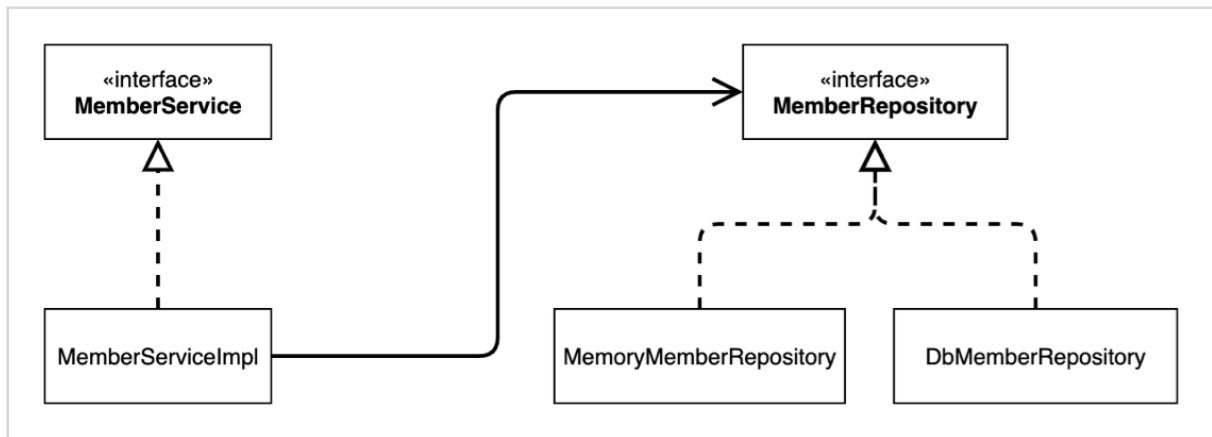 «interface»
MemberService
«interface»
MemberRepository
MemberServiceImpl
MemoryMemberRepository
DbMemberRepository